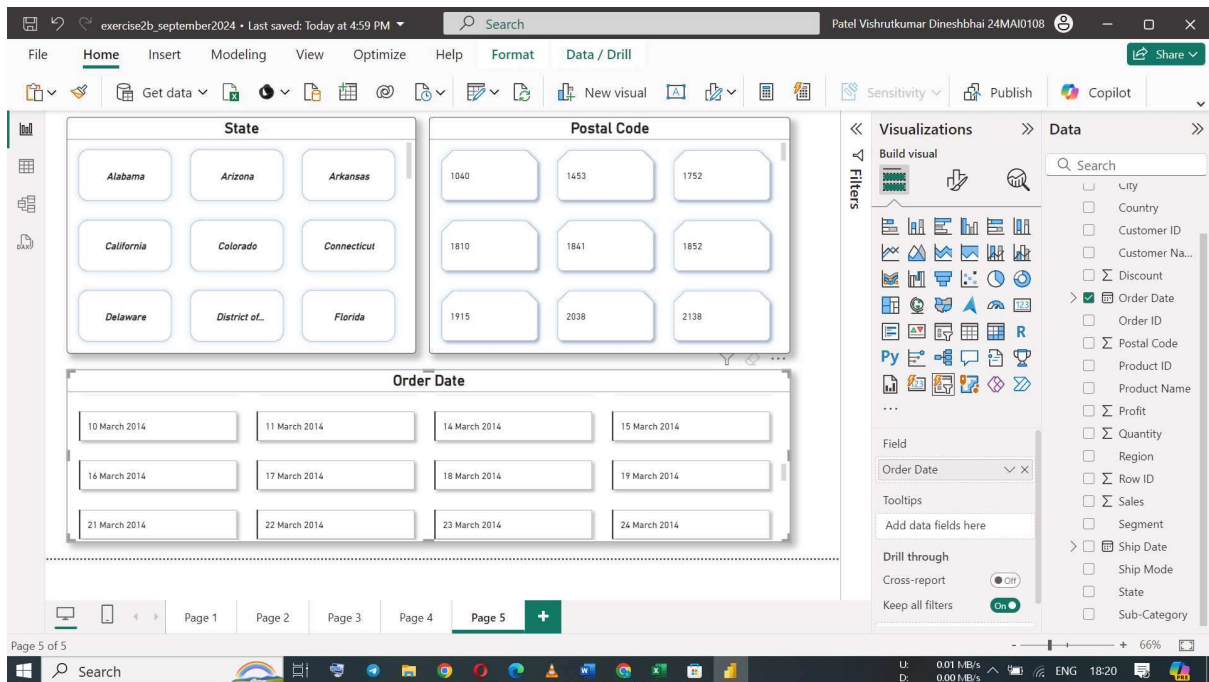 exercise2b_september2024 • Last saved: Today at 4:59 PM
Search
Patel Vishrutkumar Dineshbhai 24MAI0108
File Home Insert Modeling View Optimize Help Format Data / Drill
Share
Get data
New visual
Sensitivity
Publish
Copilot
State
Alabama Arizona Arkansas
California Colorado Connecticut
Delaware District of... Florida
Postal Code
1040 1453 1752
1810 1841 1852
1915 2038 2138
Order Date
10 March 2014 11 March 2014 14 March 2014 15 March 2014
16 March 2014 17 March 2014 18 March 2014 19 March 2014
21 March 2014 22 March 2014 23 March 2014 24 March 2014
Filters
Visualizations
Build visual
123
R
Py
Field
Order Date
Tooltips
Add data fields here
Drill through
Cross-report
Off
Keep all filters
On
Data
Search
City
Country
Customer ID
Customer Na...
Discount
Order Date
Order ID
Postal Code
Product ID
Product Name
Profit
Quantity
Region
Row ID
Sales
Segment
Ship Date
Ship Mode
State
Sub-Category
Page 1 Page 2 Page 3 Page 4 Page 5 +
Page 5 of 5
- + 66%
Search
U: 0.01 MB/s
D: 0.00 MB/s
ENG 18:20
PRE